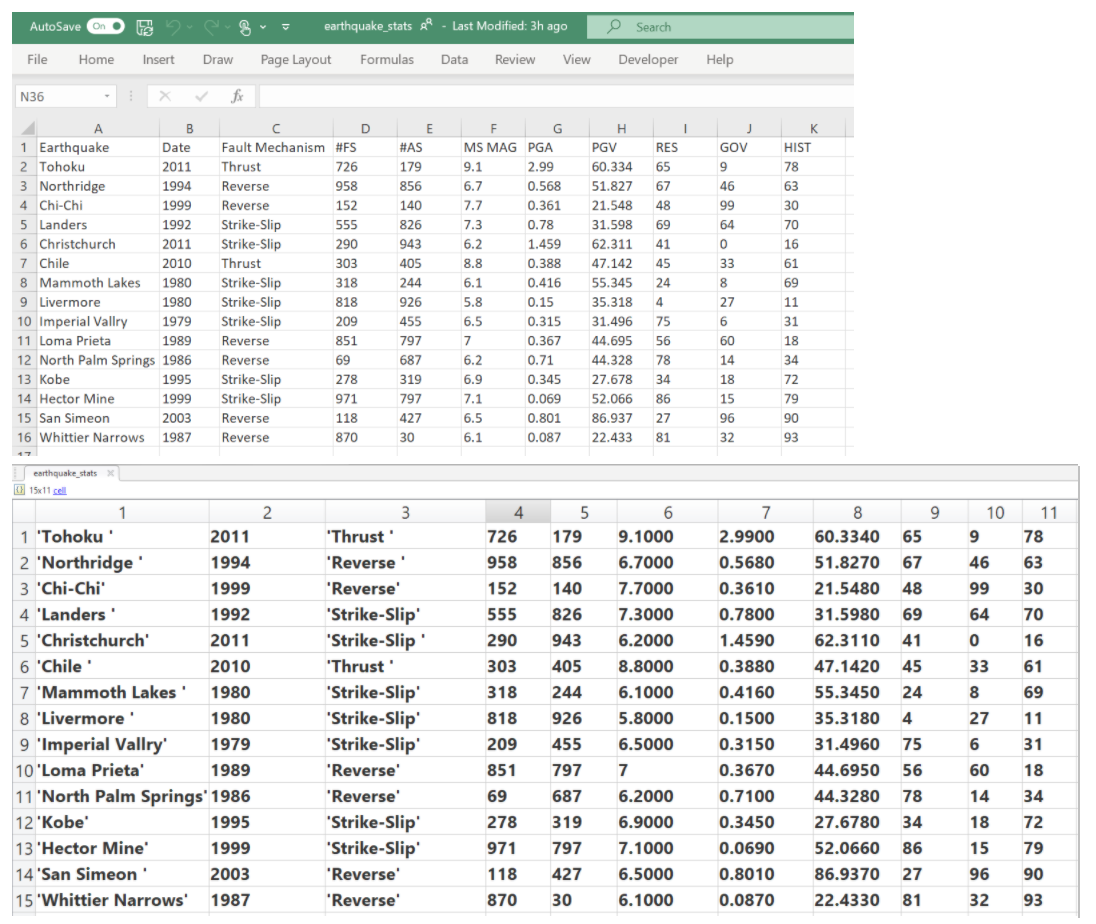 AutoSave On earthquake_stats - Last Modified: 3h ago Search
File Home Insert Draw Page Layout Formulas Data Review View Developer Help
N36 fx
A B C D E F G H I J K
1 Earthquake Date Fault Mechanism #FS #AS MS MAG PGA PGV RES GOV HIST
2 Tohoku 2011 Thrust 726 179 9.1 2.99 60.334 65 9 78
3 Northridge 1994 Reverse 958 856 6.7 0.568 51.827 67 46 63
4 Chi-Chi 1999 Reverse 152 140 7.7 0.361 21.548 48 99 30
5 Landers 1992 Strike-Slip 555 826 7.3 0.78 31.598 69 64 70
6 Christchurch 2011 Strike-Slip 290 943 6.2 1.459 62.311 41 0 16
7 Chile 2010 Thrust 303 405 8.8 0.388 47.142 45 33 61
8 Mammoth Lakes 1980 Strike-Slip 318 244 6.1 0.416 55.345 24 8 69
9 Livermore 1980 Strike-Slip 818 926 5.8 0.15 35.318 4 27 11
10 Imperial Vallry 1979 Strike-Slip 209 455 6.5 0.315 31.496 75 6 31
11 Loma Prieta 1989 Reverse 851 797 7 0.367 44.695 56 60 18
12 North Palm Springs 1986 Reverse 69 687 6.2 0.71 44.328 78 14 34
13 Kobe 1995 Strike-Slip 278 319 6.9 0.345 27.678 34 18 72
14 Hector Mine 1999 Strike-Slip 971 797 7.1 0.069 52.066 86 15 79
15 San Simeon 2003 Reverse 118 427 6.5 0.801 86.937 27 96 90
16 Whittier Narrows 1987 Reverse 870 30 6.1 0.087 22.433 81 32 93
17
earthquake_stats
15x11 cell
1 2 3 4 5 6 7 8 9 10 11
1 'Tohoku ' 2011 'Thrust ' 726 179 9.1000 2.9900 60.3340 65 9 78
2 'Northridge ' 1994 'Reverse ' 958 856 6.7000 0.5680 51.8270 67 46 63
3 'Chi-Chi' 1999 'Reverse' 152 140 7.7000 0.3610 21.5480 48 99 30
4 'Landers ' 1992 'Strike-Slip' 555 826 7.3000 0.7800 31.5980 69 64 70
5 'Christchurch' 2011 'Strike-Slip ' 290 943 6.2000 1.4590 62.3110 41 0 16
6 'Chile ' 2010 'Thrust ' 303 405 8.8000 0.3880 47.1420 45 33 61
7 'Mammoth Lakes ' 1980 'Strike-Slip' 318 244 6.1000 0.4160 55.3450 24 8 69
8 'Livermore ' 1980 'Strike-Slip' 818 926 5.8000 0.1500 35.3180 4 27 11
9 'Imperial Vallry' 1979 'Strike-Slip' 209 455 6.5000 0.3150 31.4960 75 6 31
10 'Loma Prieta' 1989 'Reverse' 851 797 7 0.3670 44.6950 56 60 18
11 'North Palm Springs' 1986 'Reverse' 69 687 6.2000 0.7100 44.3280 78 14 34
12 'Kobe' 1995 'Strike-Slip' 278 319 6.9000 0.3450 27.6780 34 18 72
13 'Hector Mine' 1999 'Strike-Slip' 971 797 7.1000 0.0690 52.0660 86 15 79
14 'San Simeon ' 2003 'Reverse' 118 427 6.5000 0.8010 86.9370 27 96 90
15 'Whittier Narrows' 1987 'Reverse' 870 30 6.1000 0.0870 22.4330 81 32 93